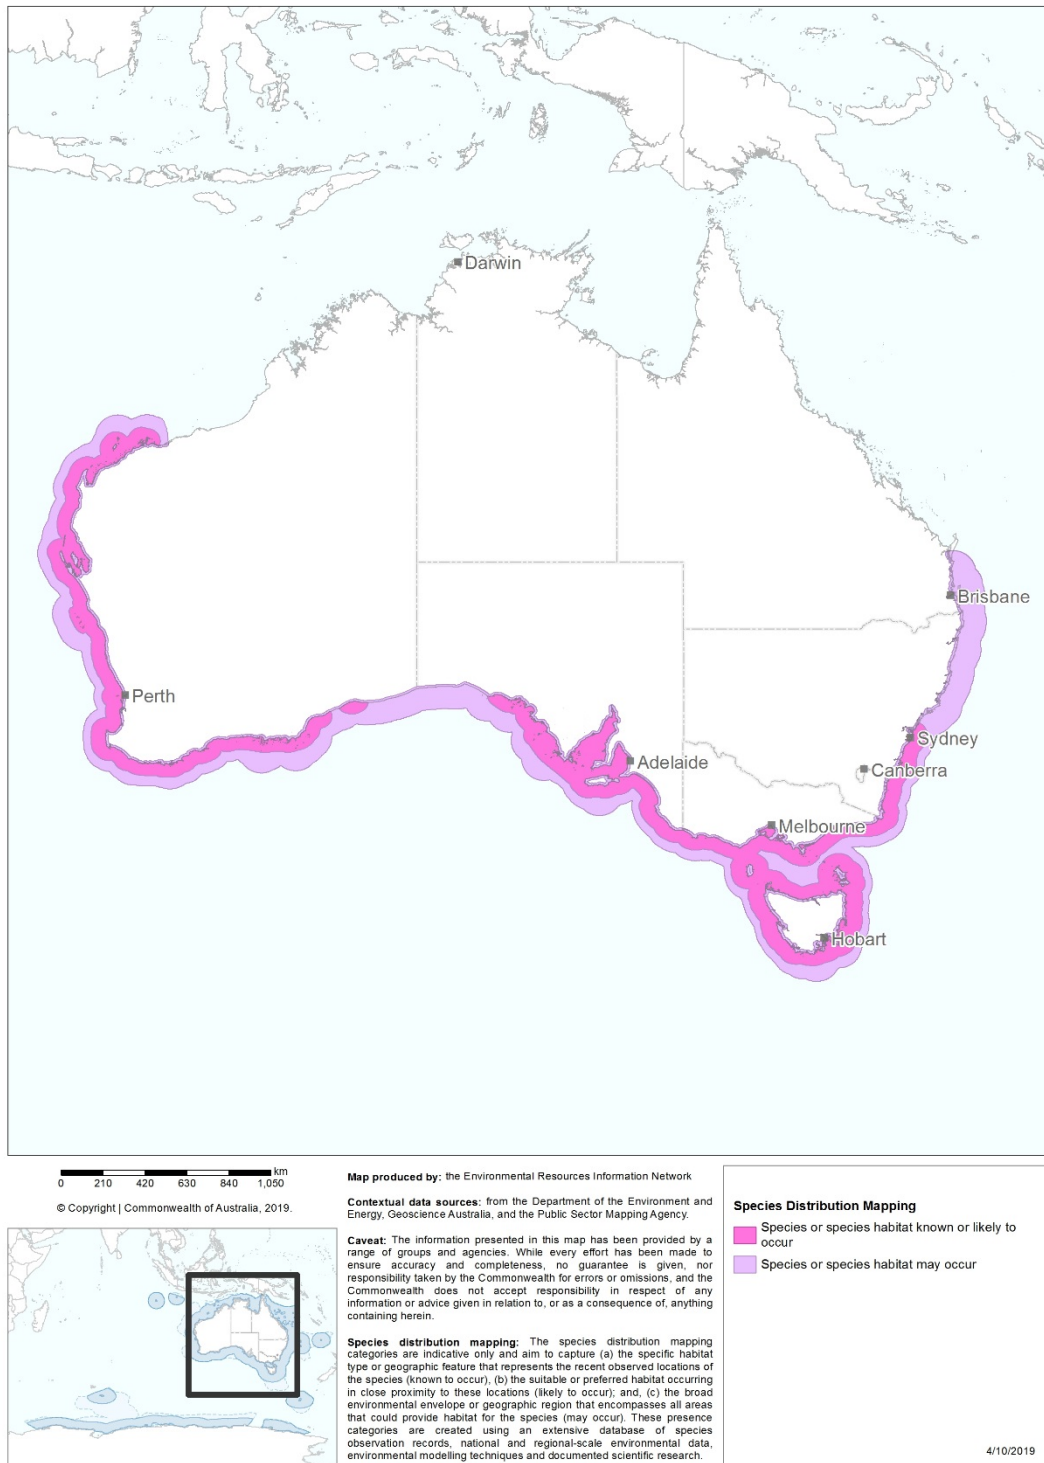 Darwin
Brisbane
Perth
Sydney
Adelaide
Canberra
Melbourne
Hobart
km
0 210 420 630 840 1,050
© Copyright | Commonwealth of Australia, 2019.
Map produced by: the Environmental Resources Information Network
Contextual data sources: from the Department of the Environment and
Energy, Geoscience Australia, and the Public Sector Mapping Agency.
Caveat: The information presented in this map has been provided by a
range of groups and agencies. While every effort has been made to
ensure accuracy and completeness, no guarantee is given, nor
responsibility taken by the Commonwealth for errors or omissions, and the
Commonwealth does not accept responsibility in respect of any
information or advice given in relation to, or as a consequence of, anything
containing herein.
Species distribution mapping: The species distribution mapping
categories are indicative only and aim to capture (a) the specific habitat
type or geographic feature that represents the recent observed locations of
the species (known to occur), (b) the suitable or preferred habitat occurring
in close proximity to these locations (likely to occur); and, (c) the broad
environmental envelope or geographic region that encompasses all areas
that could provide habitat for the species (may occur). These presence
categories are created using an extensive database of species
observation records, national and regional-scale environmental data,
environmental modelling techniques and documented scientific research.
Species Distribution Mapping
Species or species habitat known or likely to
occur
Species or species habitat may occur
4/10/2019